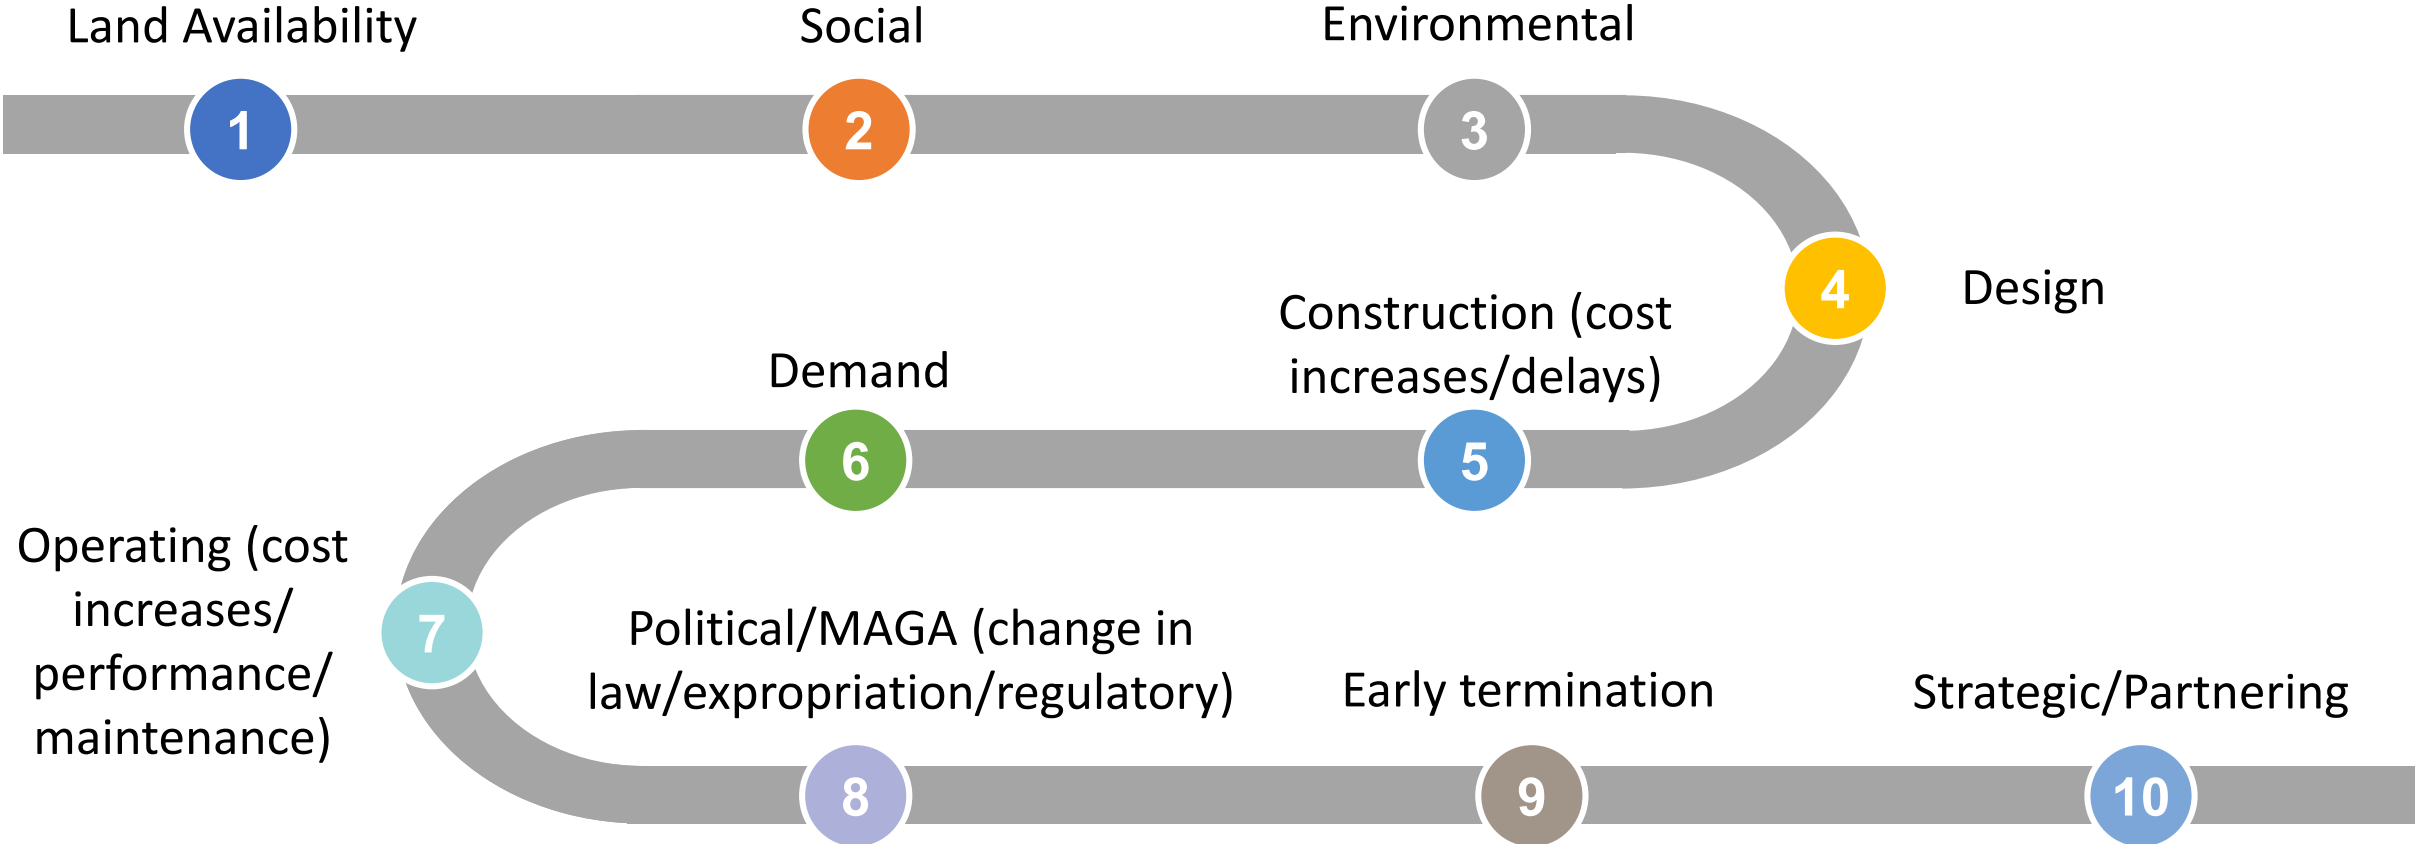 Land Availability
1
Social
2
Environmental
3
Design
4
Construction (cost
increases/delays)
5
Demand
6
Operating (cost
increases/
performance/
maintenance)
7
Political/MAGA (change in
law/expropriation/regulatory)
8
Early termination
9
Strategic/Partnering
10